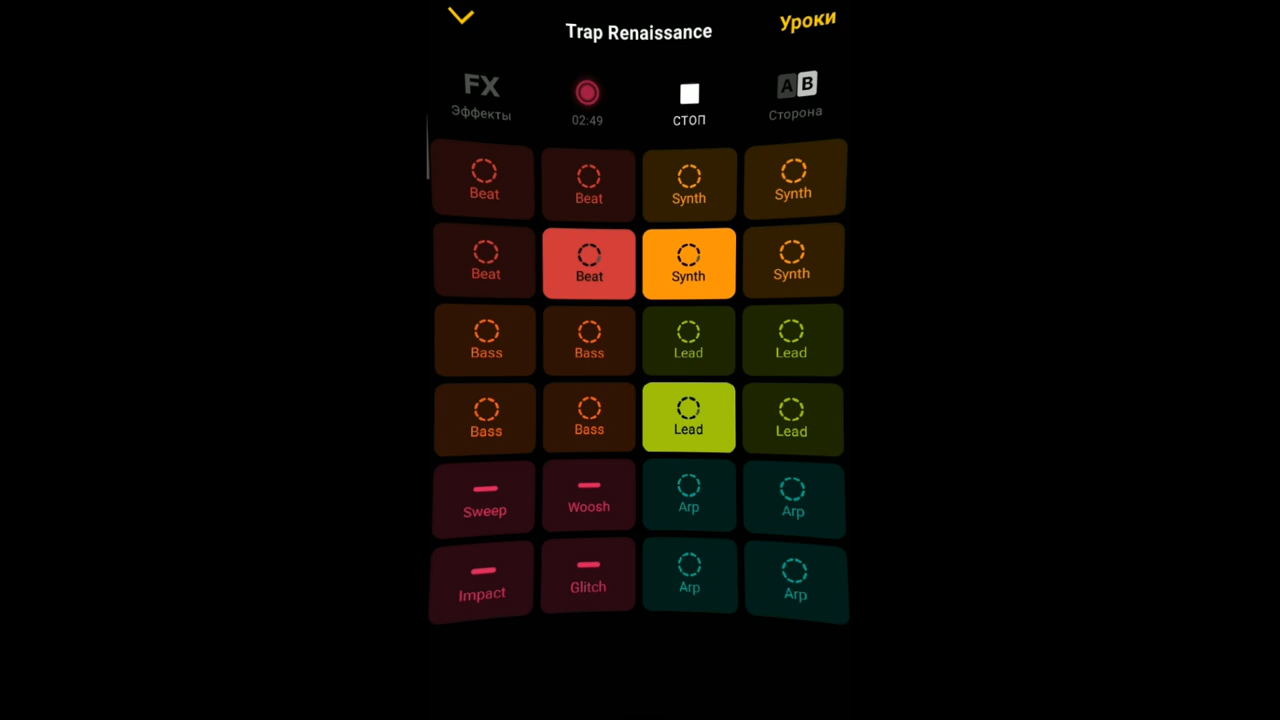 Trap Renaissance
Уроки
FX
A B
Эффекты
02:49
СТОП
Сторона
Beat
Beat
Synth
Synth
Beat
Beat
Synth
Synth
Bass
Bass
Lead
Lead
Bass
Bass
Lead
Lead
Sweep
Woosh
Arp
Arp
Impact
Glitch
Arp
Arp